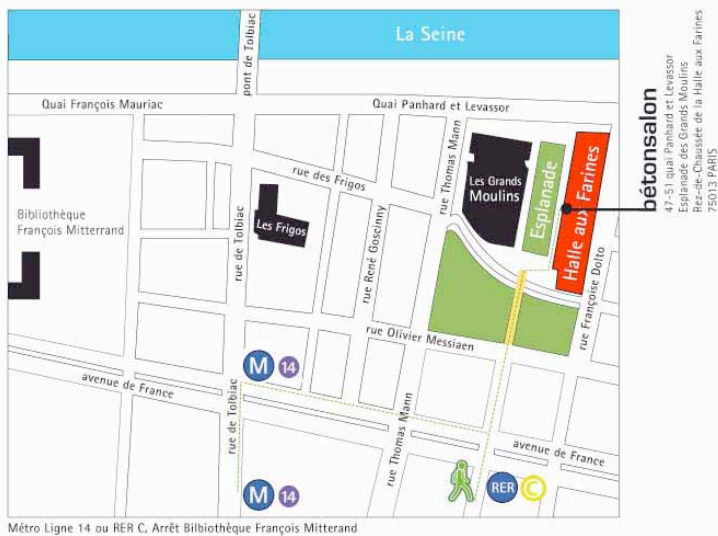 La Seine
pont de Tolbiac
Quai François Mauriac
Quai Panhard et Levassor
rue des Frigos
rue Thomas Mann
Les Grands
Moulins
Esplanade
Halle aux Farines
bétonsalon
47-51 quai Panhard et Levassor
Esplanade des Grands Moulins
Rez-de-Chaussée de la Halle aux Farines
75013 PARIS
Bibliothèque
François Mitterrand
rue de Tolbiac
Les Frigos
rue René Goscinny
rue Françoise Dolto
rue Olivier Messiaen
M 14
avenue de France
rue de Tolbiac
rue Thomas Mann
avenue de France
M 14
RER C
Métro Ligne 14 ou RER C, Arrêt Bilbiothèque François Mitterrand